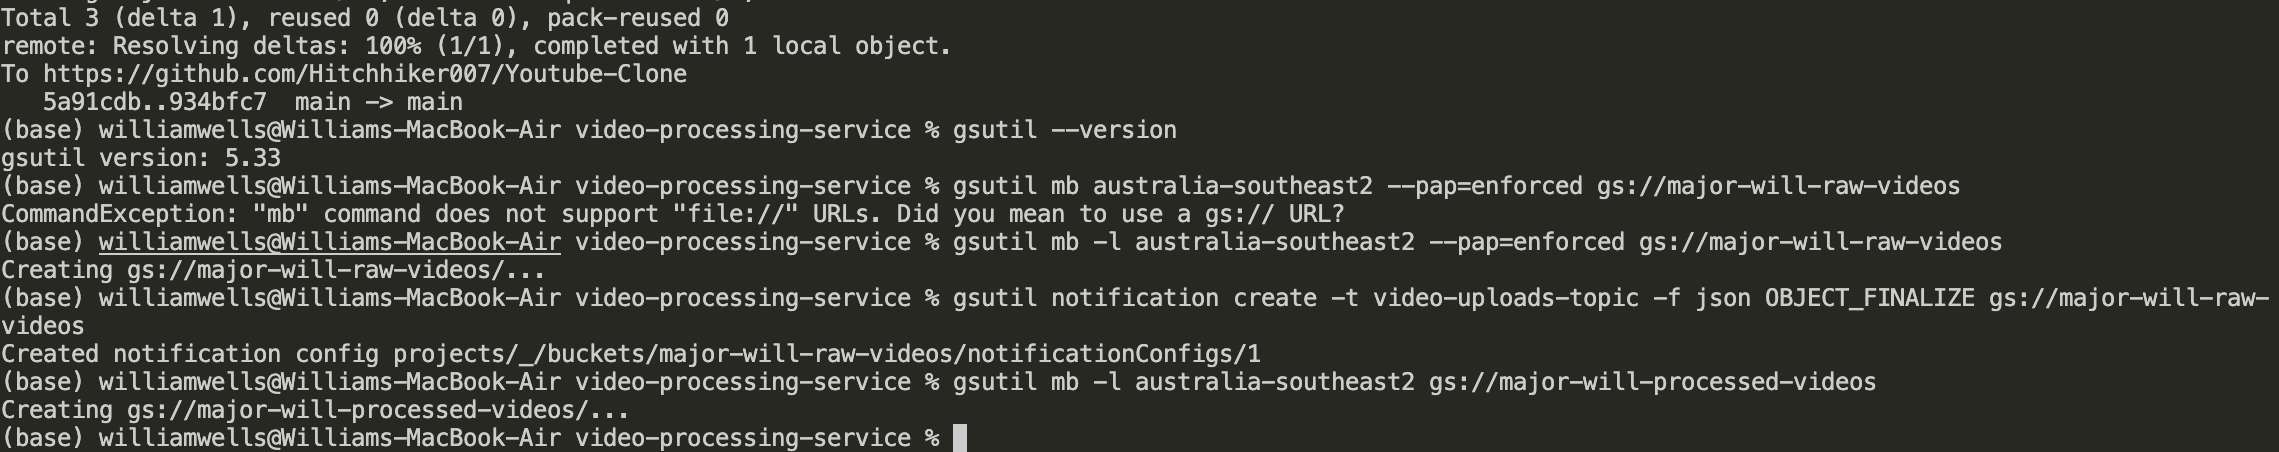 Total 3 (delta 1), reused 0 (delta 0), pack-reused 0
remote: Resolving deltas: 100% (1/1), completed with 1 local object.
To https://github.com/Hitchhiker007/Youtube-Clone
   5a91cdb..934bfc7  main -> main
(base) williamwells@Williams-MacBook-Air video-processing-service % gsutil --version
gsutil version: 5.33
(base) williamwells@Williams-MacBook-Air video-processing-service % gsutil mb australia-southeast2 --pap=enforced gs://major-will-raw-videos
CommandException: "mb" command does not support "file://" URLs. Did you mean to use a gs:// URL?
(base) williamwells@Williams-MacBook-Air video-processing-service % gsutil mb -l australia-southeast2 --pap=enforced gs://major-will-raw-videos
Creating gs://major-will-raw-videos/...
(base) williamwells@Williams-MacBook-Air video-processing-service % gsutil notification create -t video-uploads-topic -f json OBJECT_FINALIZE gs://major-will-raw-
videos
Created notification config projects/_/buckets/major-will-raw-videos/notificationConfigs/1
(base) williamwells@Williams-MacBook-Air video-processing-service % gsutil mb -l australia-southeast2 gs://major-will-processed-videos
Creating gs://major-will-processed-videos/...
(base) williamwells@Williams-MacBook-Air video-processing-service %